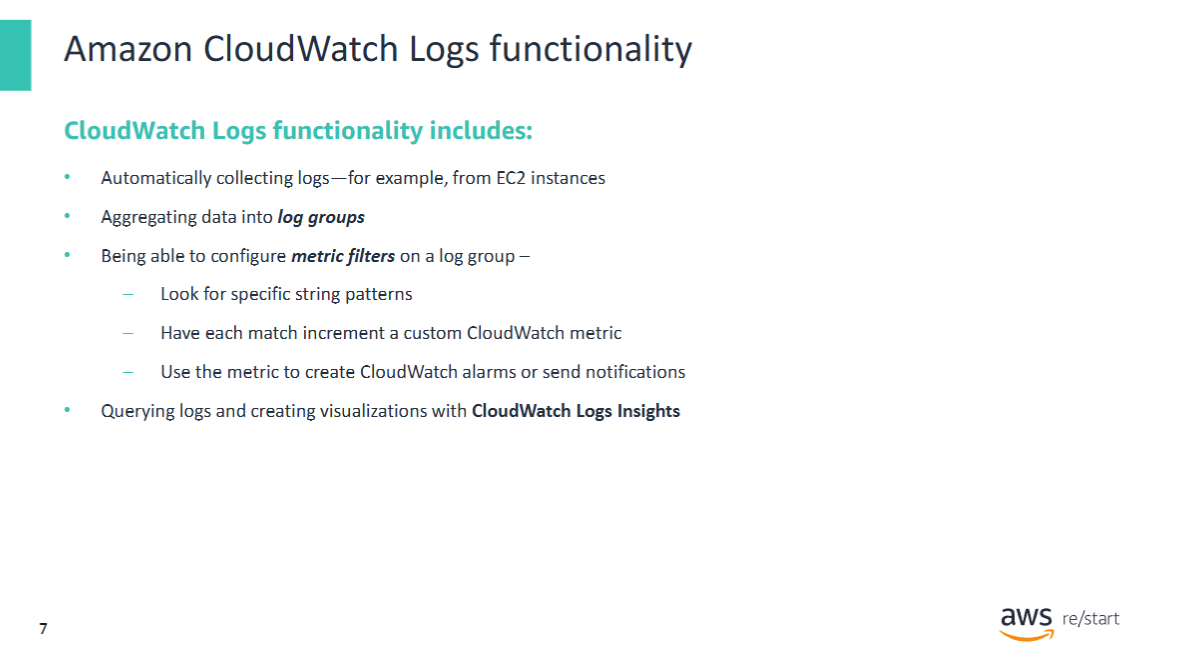 Amazon CloudWatch Logs functionality
CloudWatch Logs functionality includes:
• Automatically collecting logs—for example, from EC2 instances
• Aggregating data into log groups
• Being able to configure metric filters on a log group –
– Look for specific string patterns
– Have each match increment a custom CloudWatch metric
– Use the metric to create CloudWatch alarms or send notifications
• Querying logs and creating visualizations with CloudWatch Logs Insights
7
aws re/start